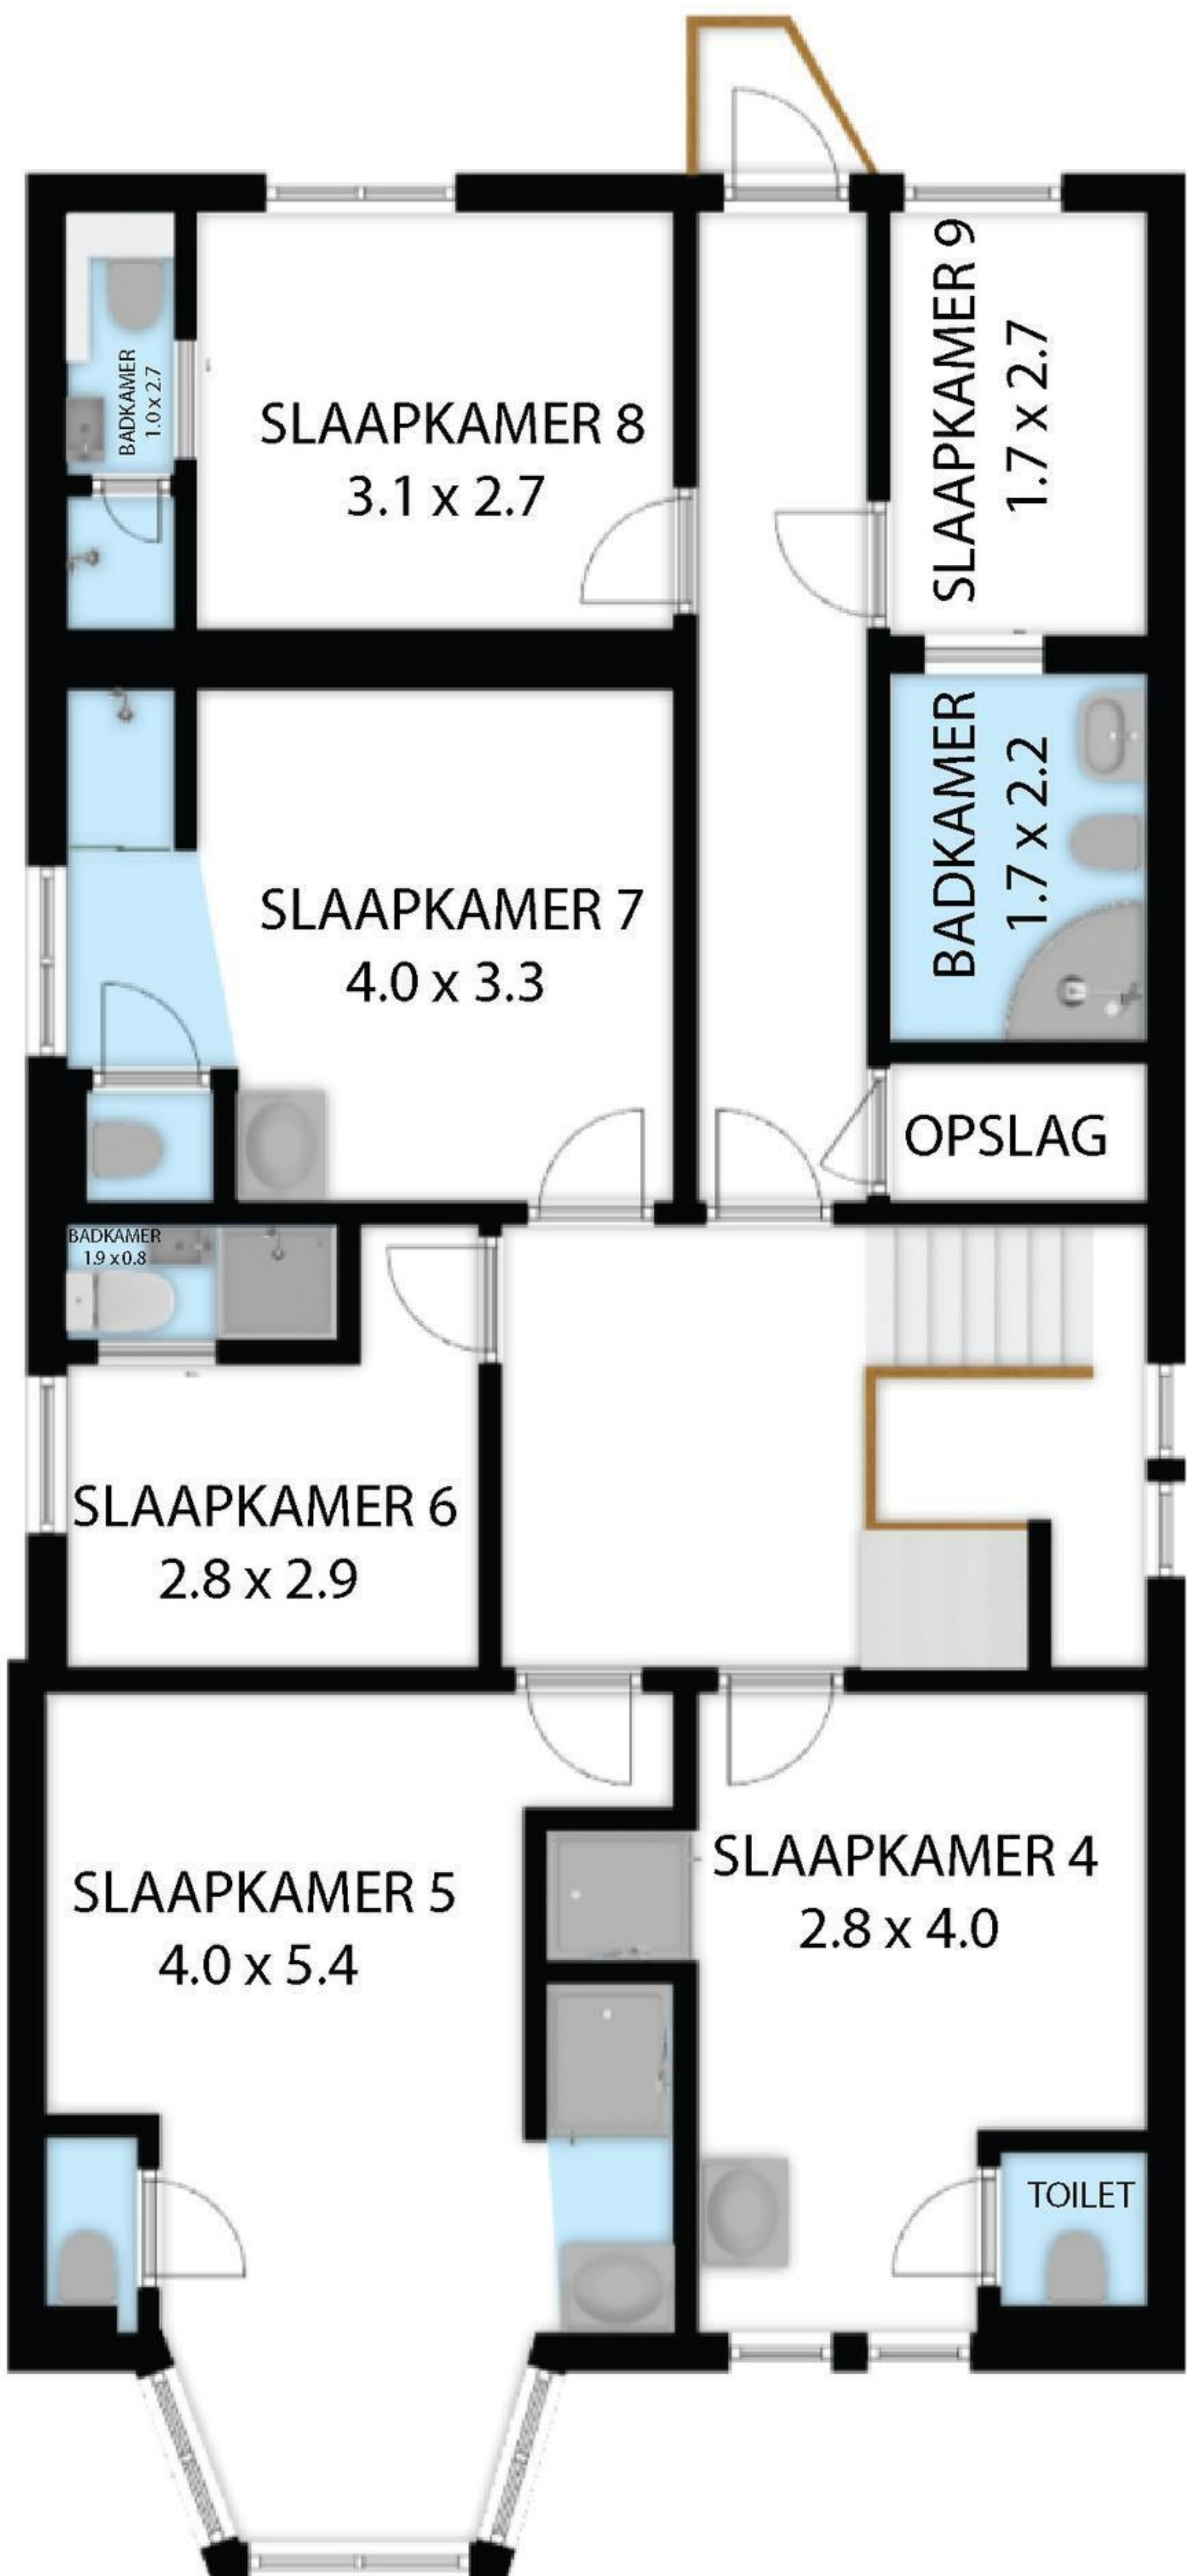 SLAAPKAMER 9
1.7 x 2.7
BADKAMER
1.0 x 2.7
SLAAPKAMER 8
3.1 x 2.7
BADKAMER
1.7 x 2.2
SLAAPKAMER 7
4.0 x 3.3
OPSLAG
BADKAMER
1.9 x 0.8
SLAAPKAMER 6
2.8 x 2.9
SLAAPKAMER 4
2.8 x 4.0
SLAAPKAMER 5
4.0 x 5.4
TOILET